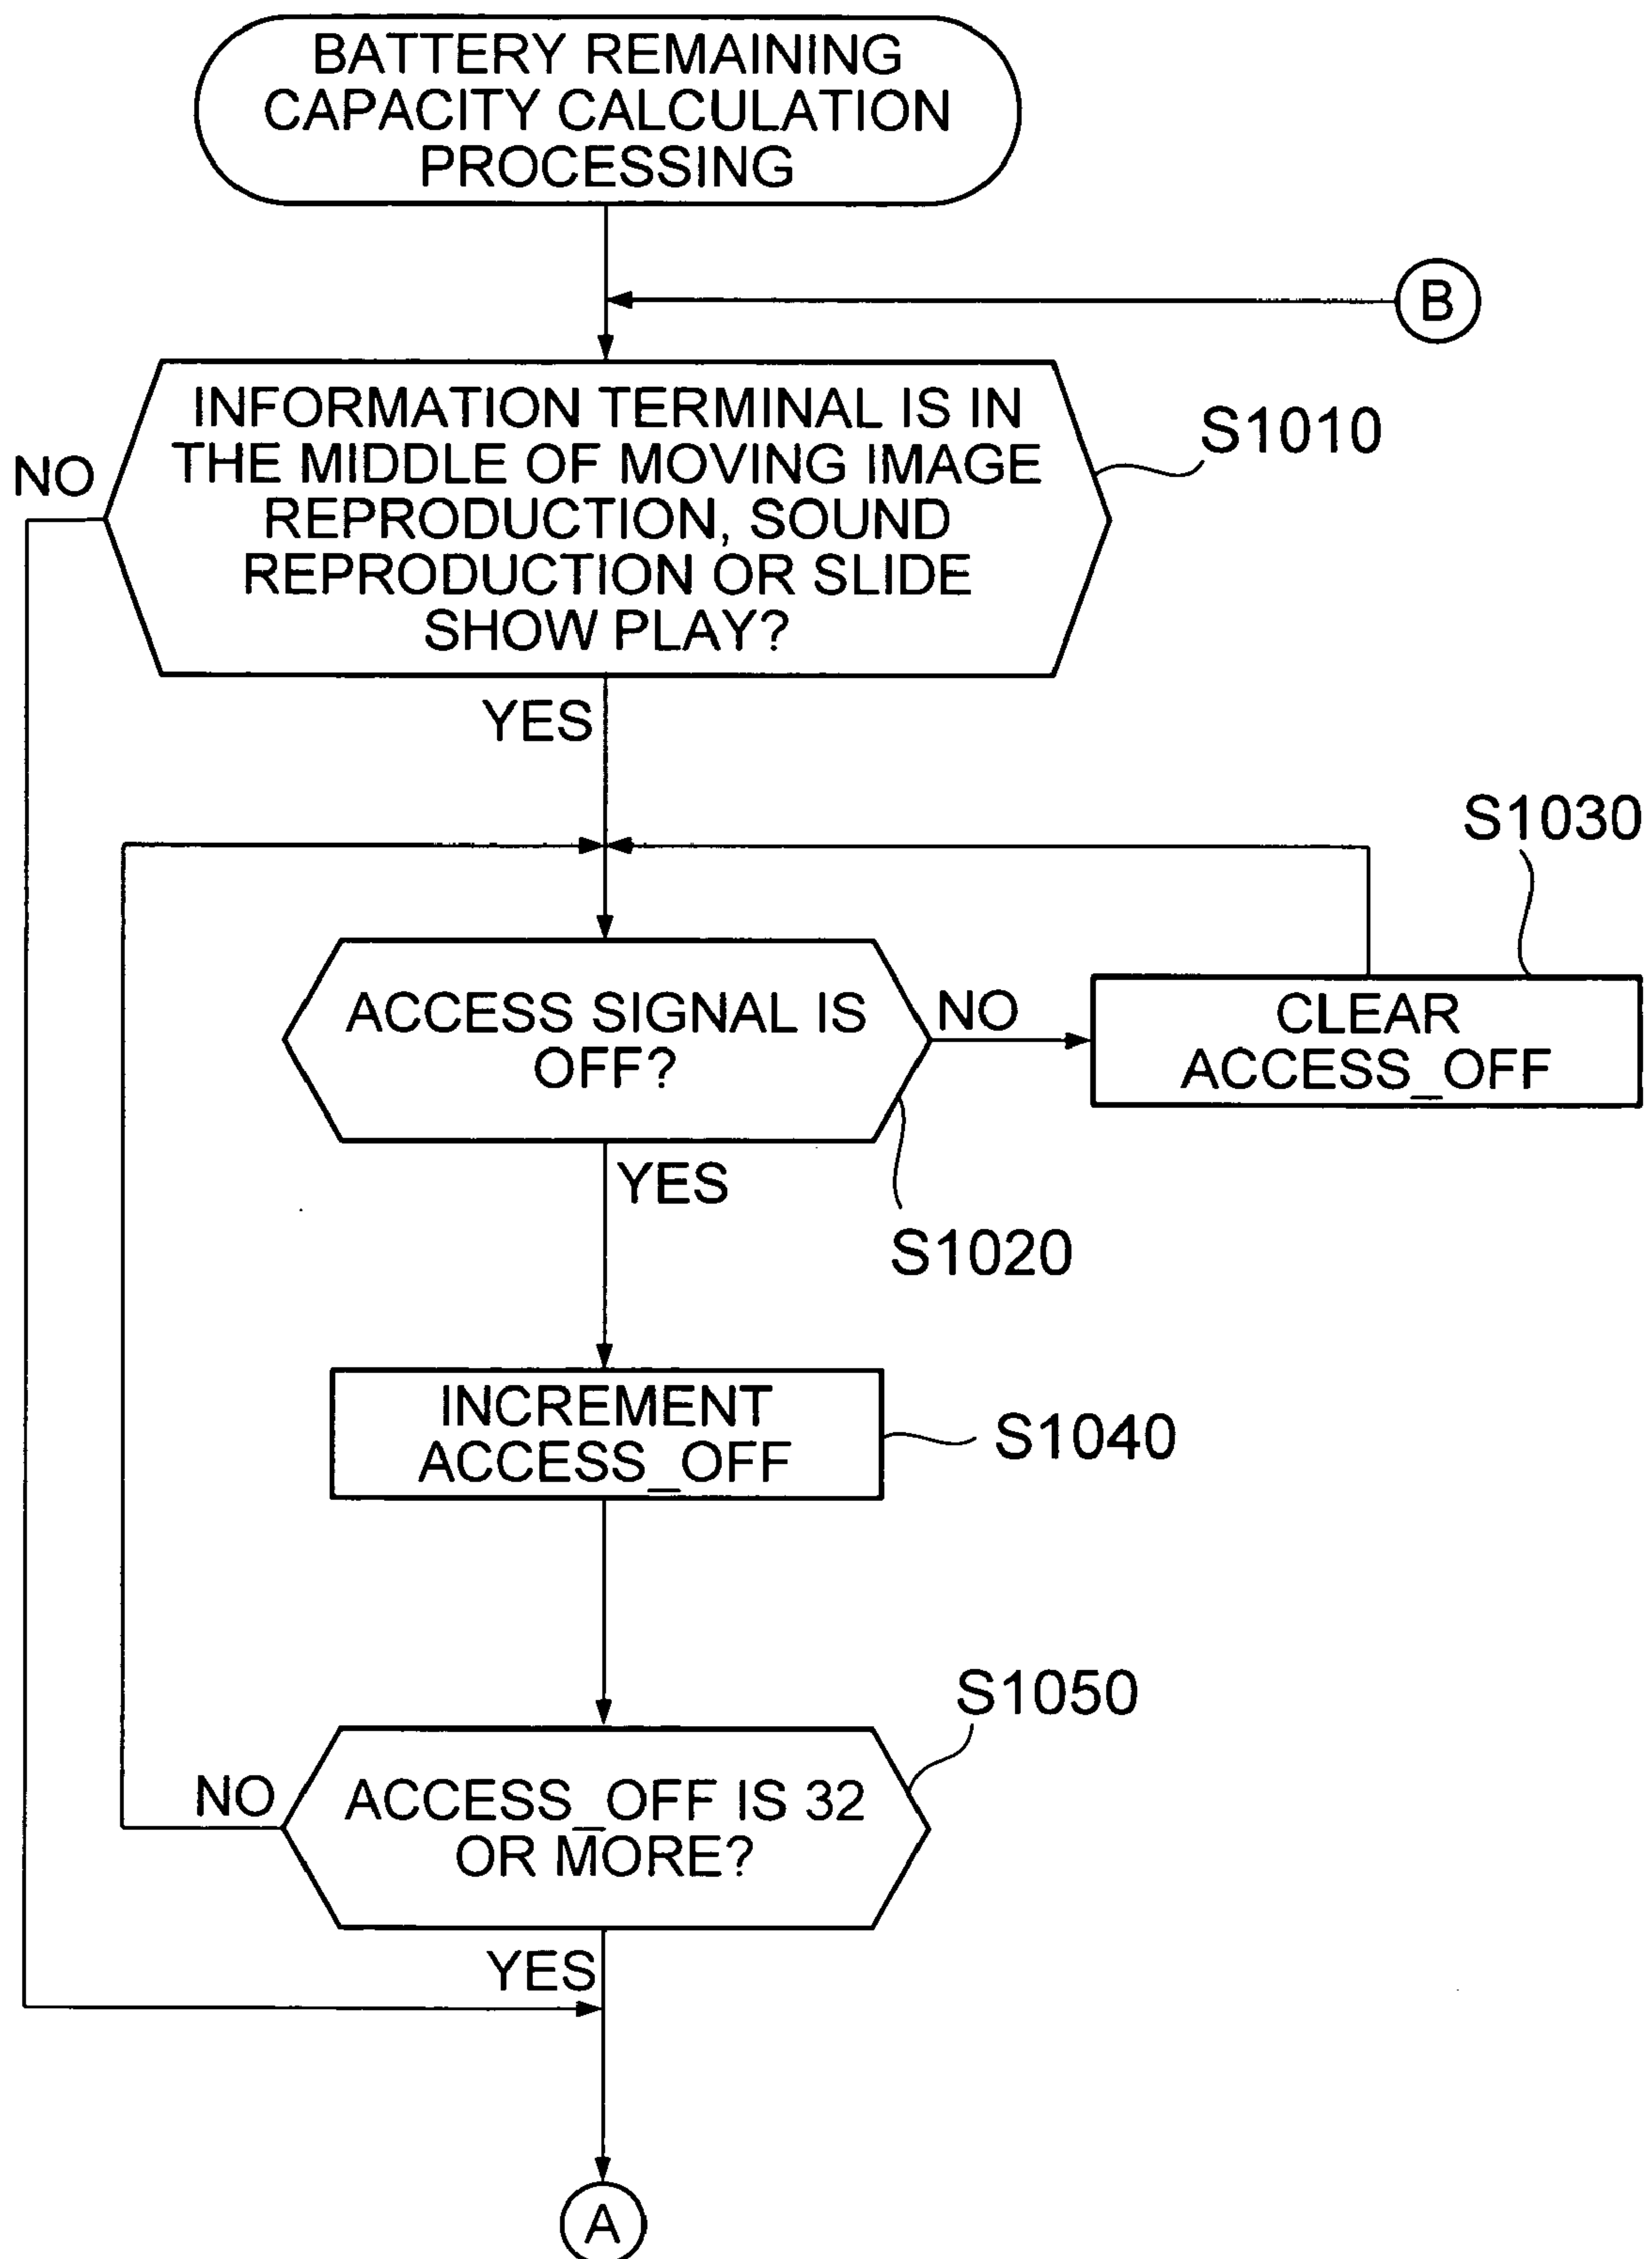 BATTERY REMAINING
CAPACITY CALCULATION
PROCESSING
B
INFORMATION TERMINAL IS IN
THE MIDDLE OF MOVING IMAGE
REPRODUCTION, SOUND
REPRODUCTION OR SLIDE
SHOW PLAY?
S1010
NO
YES
S1030
ACCESS SIGNAL IS
OFF?
NO
CLEAR
ACCESS_OFF
YES
S1020
INCREMENT
ACCESS_OFF
S1040
S1050
NO
ACCESS_OFF IS 32
OR MORE?
YES
A